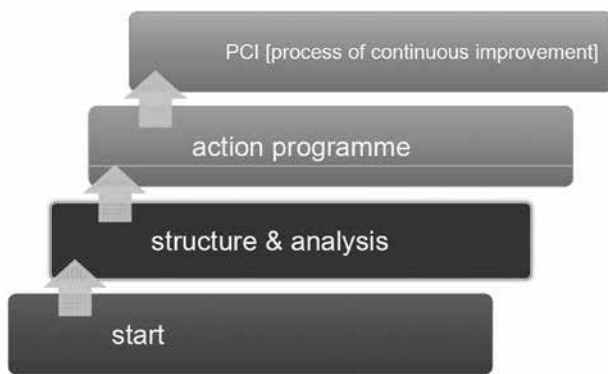 PCI [process of continuous improvement]
action programme
structure & analysis
start